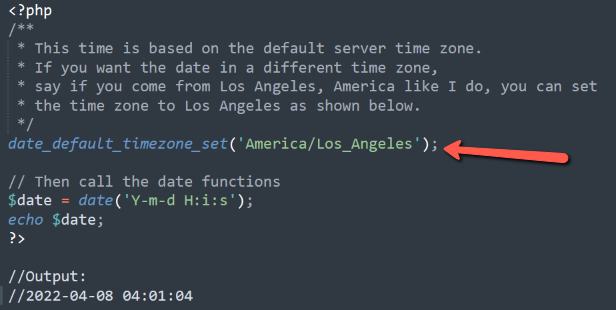 <?php
/**
* This time is based on the default server time zone.
* If you want the date in a different time zone,
* say if you come from Los Angeles, America like I do, you can set
* the time zone to Los Angeles as shown below.
*/
date_default_timezone_set('America/Los_Angeles');
// Then call the date functions
$date = date('Y-m-d H:i:s');
echo $date;
?>
//Output:
//2022-04-08 04:01:04